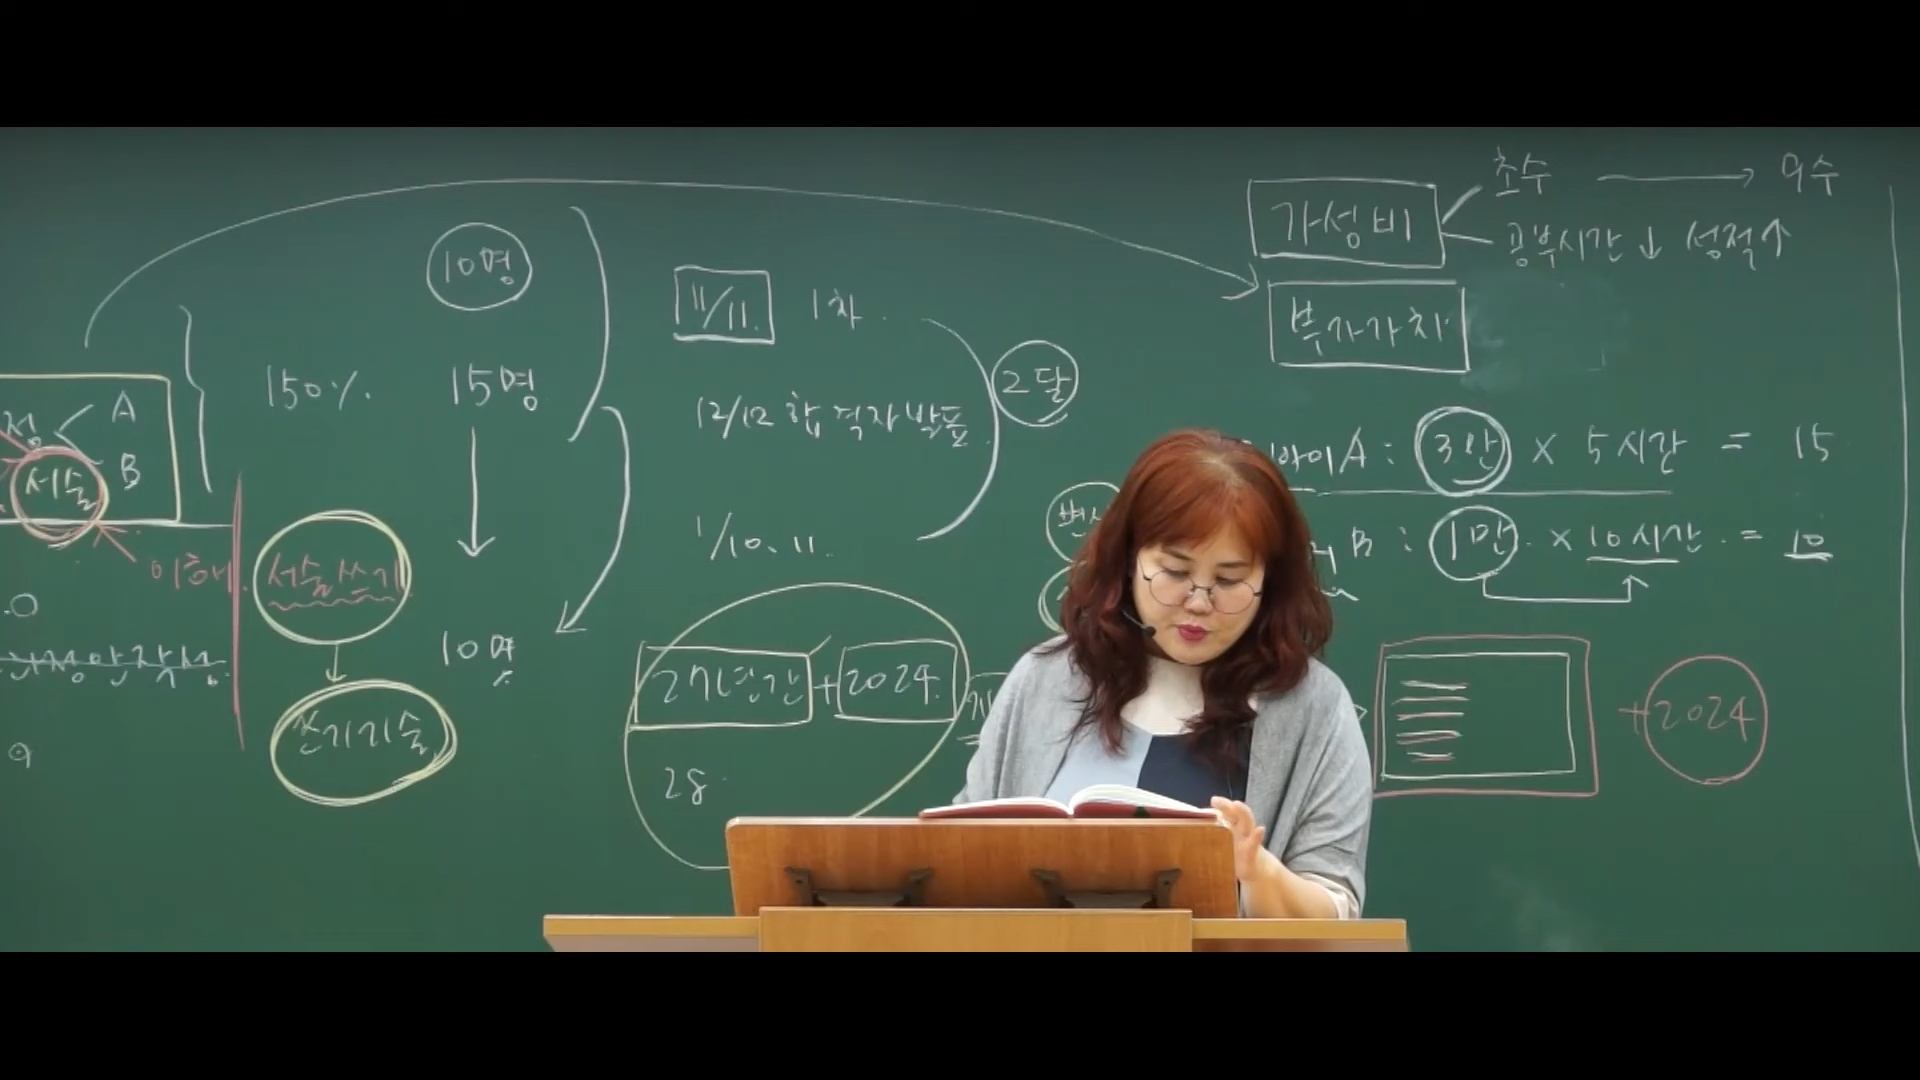 초수 → 9수
가성비
공부시간↓ 성적↑
부가가치
10명
11/11. 1차.
150%. 15명
2달
12/12 합격자 발표
A
B
서술
A : 3만 × 5시간 = 15
B : 1만. × 10시간. = 10
1/10. 11.
이해.
서술쓰기
10명
27년간 + 2024.
+2024
쓰기기술
28